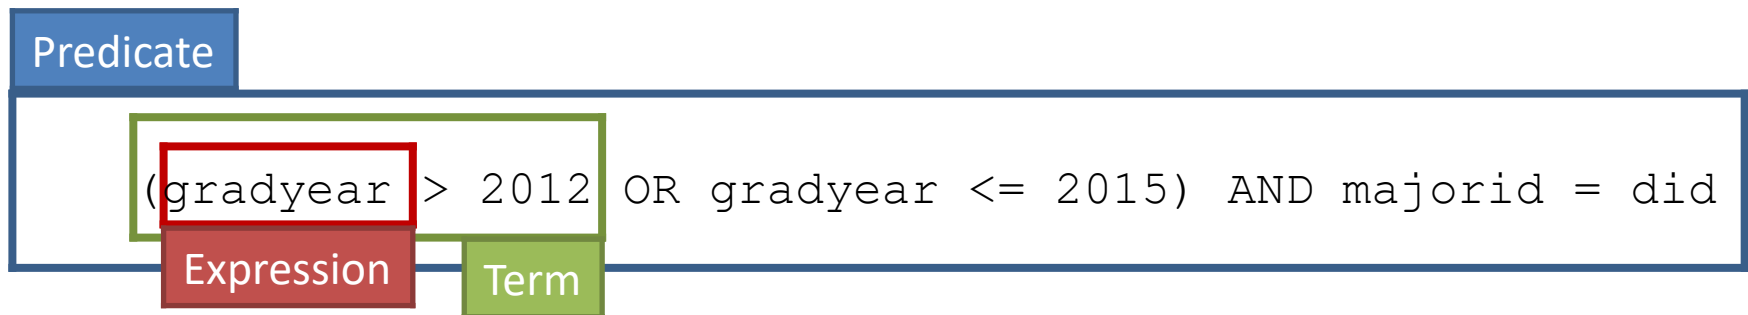 Predicate
(gradyear > 2012 OR gradyear <= 2015) AND majorid = did
Expression
Term